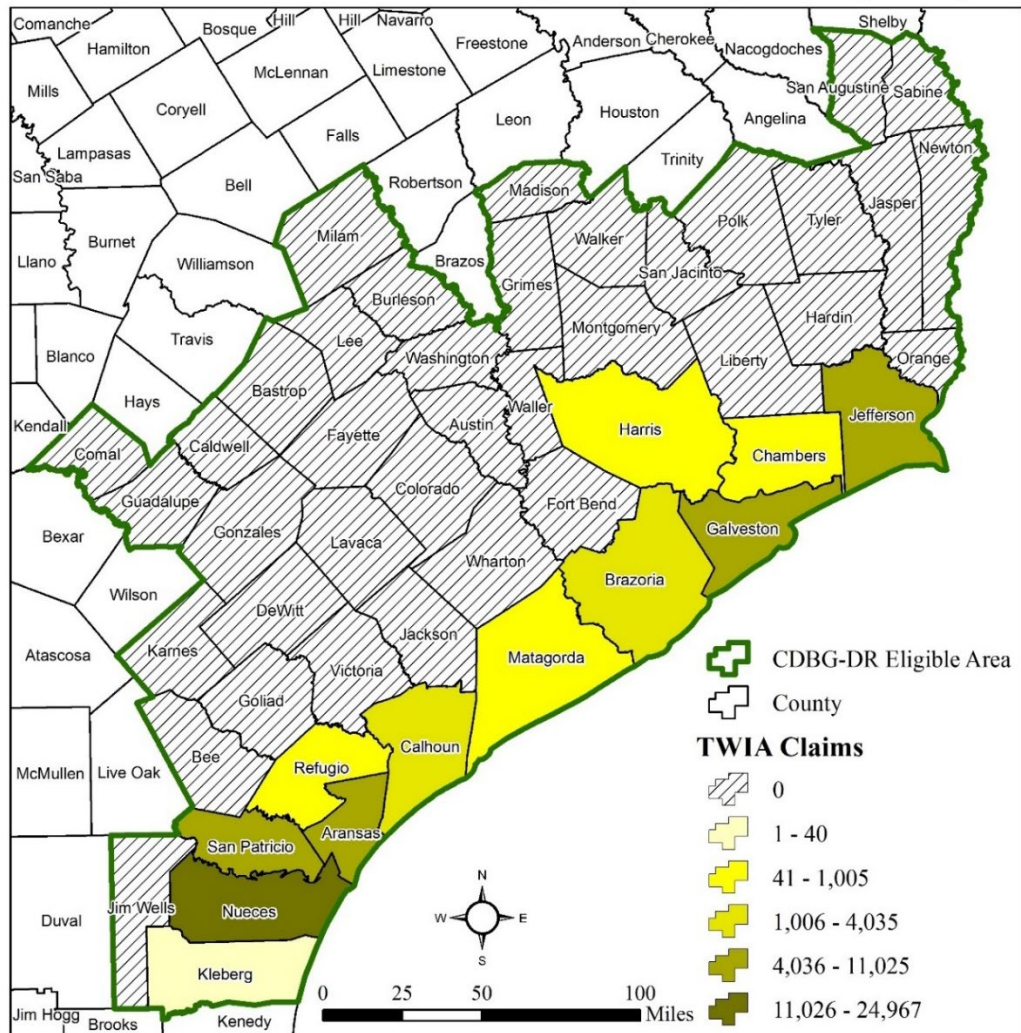 Comanche
Hill
Hill
Navarro
Shelby
Bosque
Hamilton
Freestone
Anderson
Cherokee
Nacogdoches
McLennan
Limestone
Mills
San Augustine
Sabine
Coryell
Leon
Houston
Angelina
Falls
Newton
Lampasas
Trinity
San Saba
Bell
Robertson
Madison
Jasper
Polk
Tyler
Milam
Walker
Burnet
Llano
Williamson
Brazos
San Jacinto
Grimes
Burleson
Hardin
Montgomery
Travis
Lee
Washington
Liberty
Blanco
Orange
Bastrop
Hays
Waller
Austin
Jefferson
Kendall
Fayette
Harris
Caldwell
Comal
Chambers
Colorado
Guadalupe
Fort Bend
Gonzales
Galveston
Bexar
Lavaca
Wharton
Brazoria
Wilson
DeWitt
Karnes
Jackson
Atascosa
Matagorda
Victoria
Goliad
Calhoun
Bee
Refugio
McMullen
Live Oak
Aransas
San Patricio
Jim Wells
Nueces
Duval
Kleberg
Jim Hogg
Brooks
Kenedy
CDBG-DR Eligible Area
County
TWIA Claims
0
1 - 40
41 - 1,005
1,006 - 4,035
4,036 - 11,025
11,026 - 24,967
N
W E
S
0 25 50 100
Miles